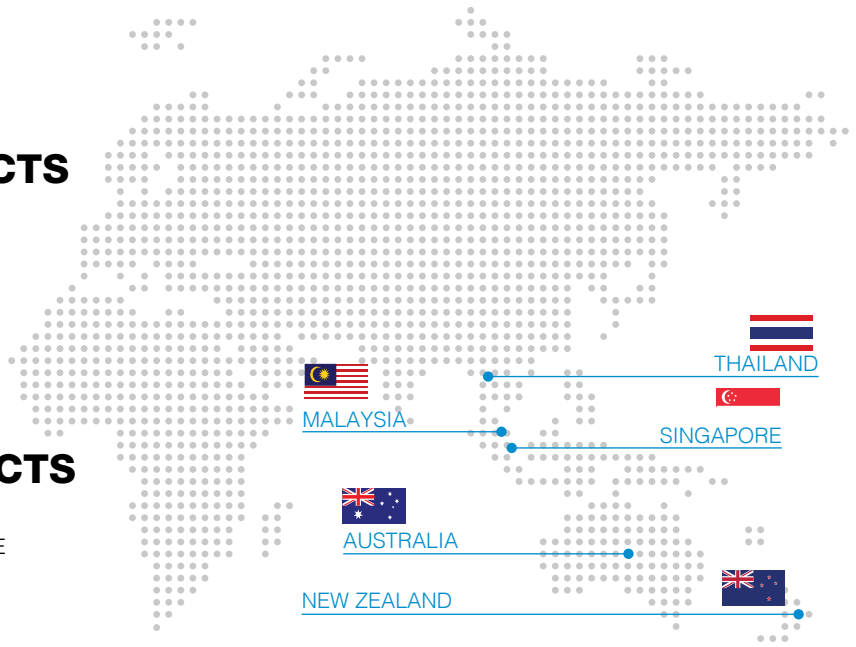 CTS
THAILAND
MALAYSIA
SINGAPORE
CTS
AUSTRALIA
E
NEW ZEALAND